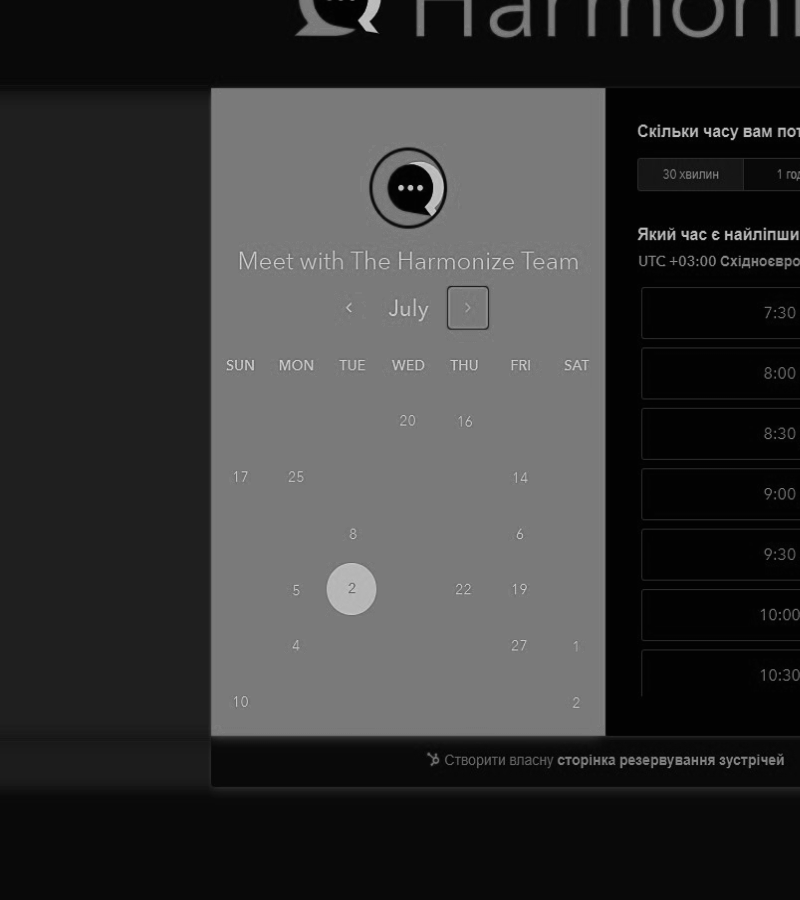 Harmoni
Meet with The Harmonize Team
July
SUN MON TUE WED THU FRI SAT
20 16
17 25 14
8 6
5 2 22 19
4 27 1
10 2
Скільки часу вам пот
30 хвилин 1 год
Який час є найліпши
UTC +03:00 Східноєвро
7:30
8:00
8:30
9:00
9:30
10:00
10:30
Створити власну сторінка резервування зустрічей